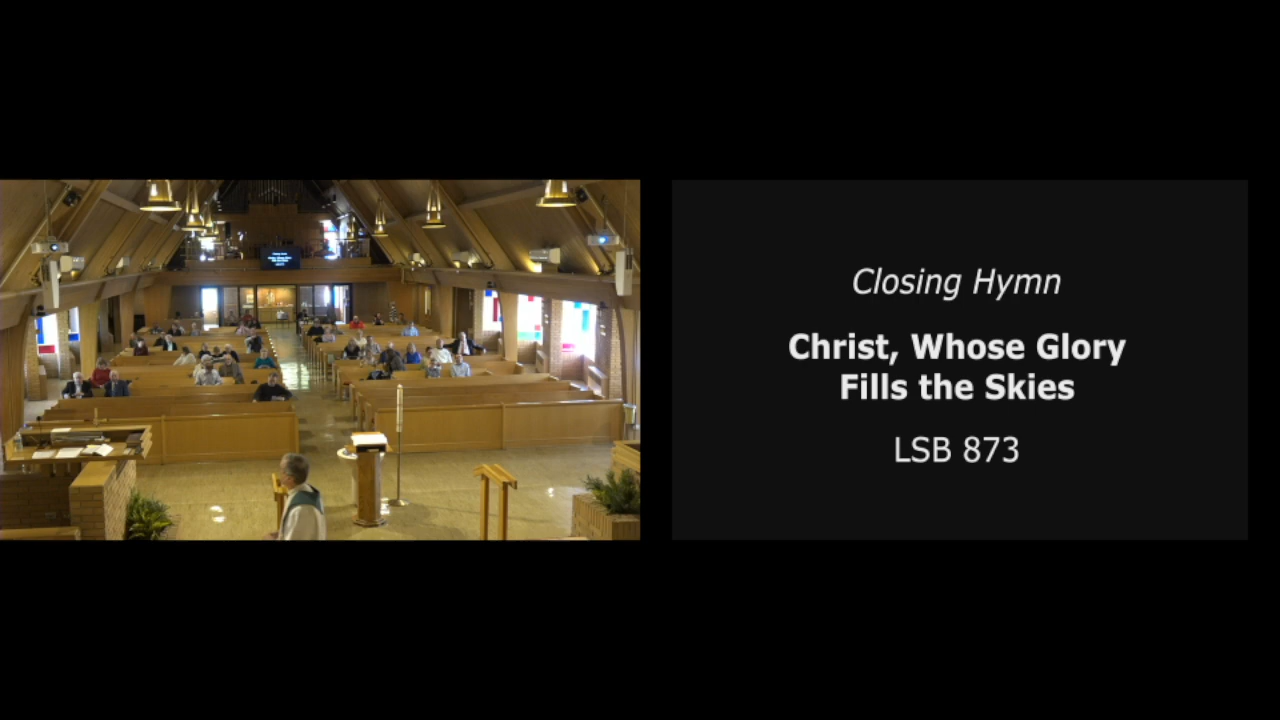 Closing Hymn
Christ, Whose Glory
Fills the Skies
LSB 873